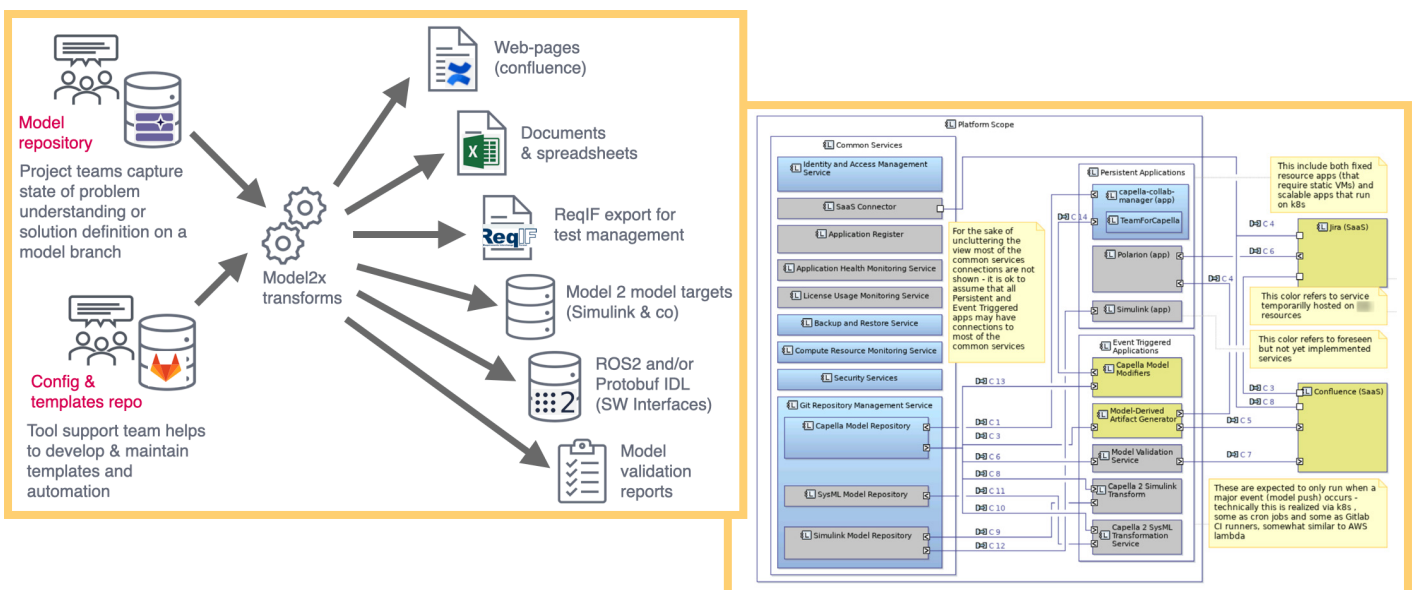 Model
repository
Project teams capture
state of problem
understanding or
solution definition on a
model branch
Config &
templates repo
Tool support team helps
to develop & maintain
templates and
automation
Model2x
transforms
Web-pages
(confluence)
X
Documents
& spreadsheets
ReqIF
ReqIF export for
test management
Model 2 model targets
(Simulink & co)
2
ROS2 and/or
Protobuf IDL
(SW Interfaces)
Model
validation
reports
Platform Scope
Common Services
Identity and Access Management
Service
SaaS Connector
Application Register
Application Health Monitoring Service
License Usage Monitoring Service
Backup and Restore Service
Compute Resource Monitoring Service
Security Services
Git Repository Management Service
Capella Model Repository
SysML Model Repository
Simulink Model Repository
For the sake of
uncluttering the
view most of the
common services
connections are not
shown - it is ok to
assume that all
Persistent and
Event Triggered
apps may have
connections to
most of the
common services
C 14
C 13
C 1
C 3
C 6
C 8
C 11
C 10
C 9
C 12
Persistent Applications
capella-collab-
manager (app)
TeamForCapella
Polarion (app)
Simulink (app)
Event Triggered
Applications
Capella Model
Modifiers
Model-Derived
Artifact Generator
Model Validation
Service
Capella 2 Simulink
Transform
Capella 2 SysML
Transformation
Service
C 4
C 6
C 4
C 3
C 8
C 5
C 7
This include both fixed
resource apps (that
require static VMs) and
scalable apps that run
on k8s
Jira (SaaS)
This color refers to service
temporarilly hosted on
resources
This color refers to foreseen
but not yet implemmented
services
Confluence (SaaS)
These are expected to only run when a
major event (model push) occurs -
technically this is realized via k8s ,
some as cron jobs and some as Gitlab
CI runners, somewhat similar to AWS
lambda